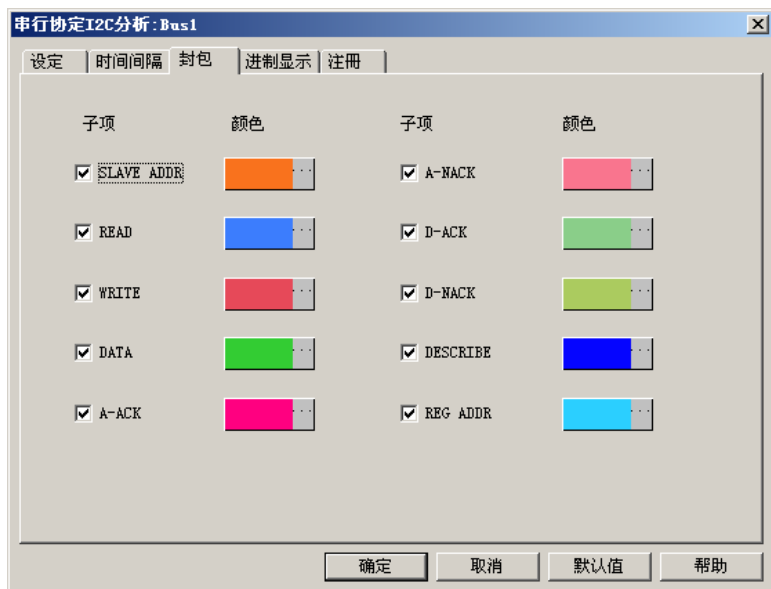 串行协定I2C分析:Bus1
设定 时间间隔 封包 进制显示 注册
子项 颜色 子项 颜色
SLAVE ADDR ... A-NACK ...
READ ... D-ACK ...
WRITE ... D-NACK ...
DATA ... DESCRIBE ...
A-ACK ... REG ADDR ...
确定 取消 默认值 帮助